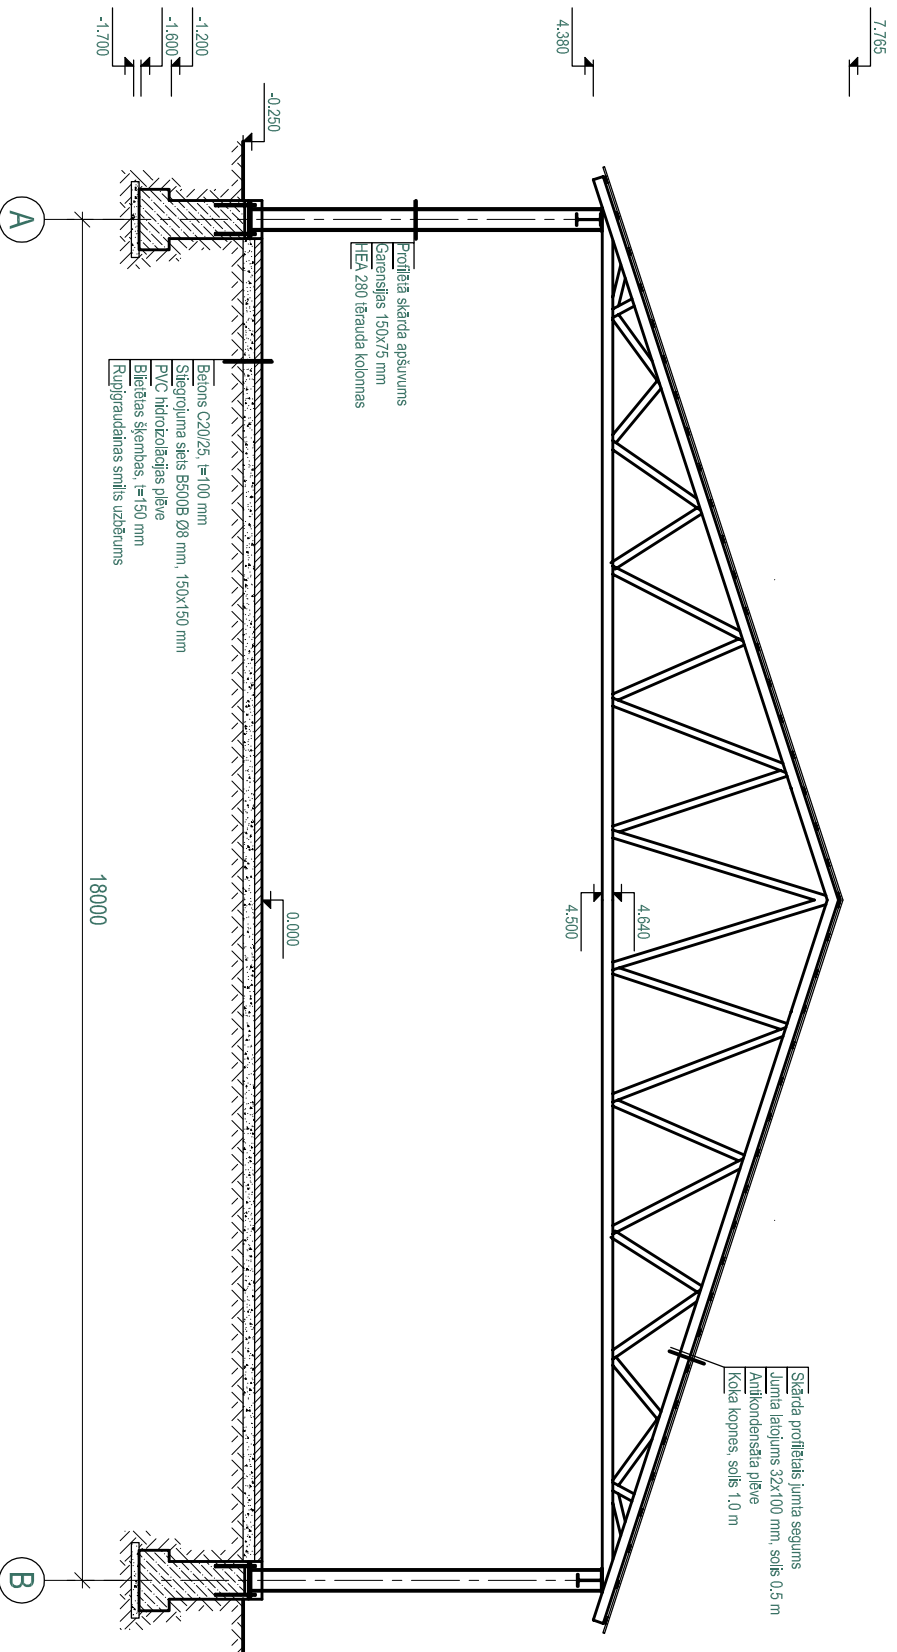 7.765
4.380
-0.250
-1.200
-1.600
-1.700
Skārda profilētais jumta segums
Jumta latojums 32x100 mm, solis 0.5 m
Antikondensāta plēve
Koka kopnes, solis 1.0 m
4.640
4.500
Profilētā skārda apšuvums
Garensijas 150x75 mm
HEA 280 tērauda kolonnas
0.000
Betons C20/25, t=100 mm
Stiegrojuma siets B500B Ø8 mm, 150x150 mm
PVC hidroizolācijas plēve
Blietētas šķembas, t=150 mm
Rupjgraudainas smilts uzbērums
18000
A
B